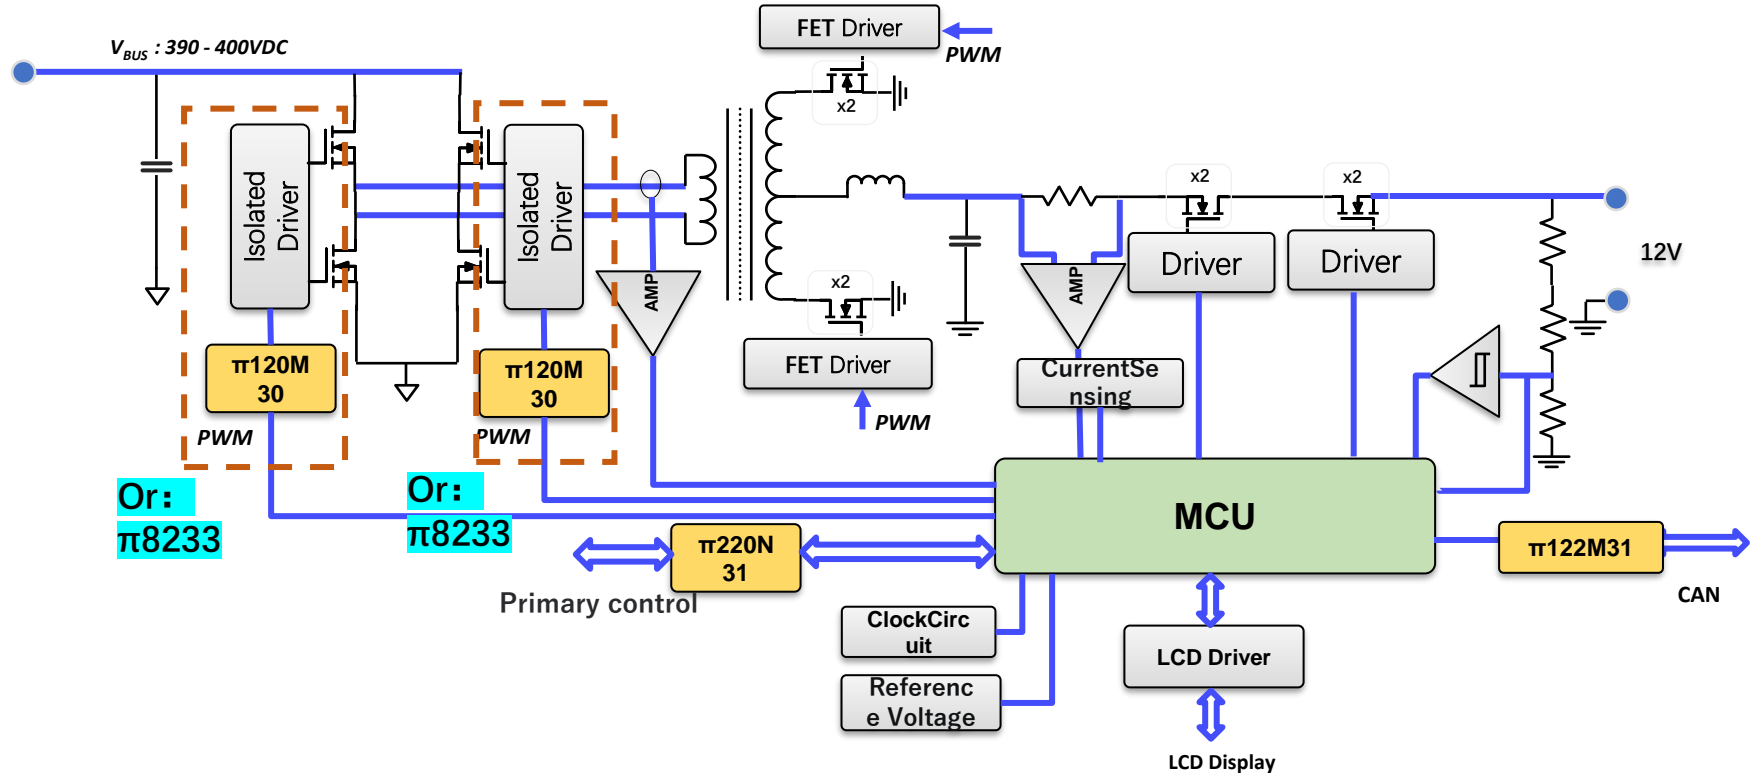 FET Driver
PWM
V_BUS : 390 - 400VDC
x2
Isolated
Driver
Isolated
Driver
x2
x2
12V
AMP
AMP
Driver
Driver
x2
FET Driver
PWM
π120M
30
π120M
30
CurrentSe
nsing
PWM
PWM
Or：
π8233
Or：
π8233
MCU
π220N
31
π122M31
Primary control
CAN
ClockCirc
uit
LCD Driver
Referenc
e Voltage
LCD Display